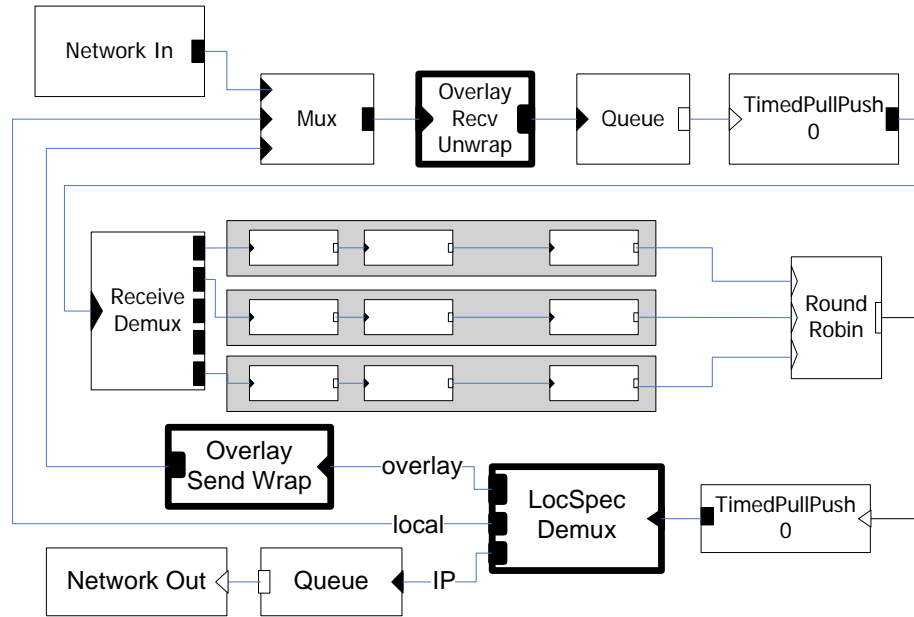 Network In
Mux
Overlay
Recv
Unwrap
Queue
TimedPullPush
0
Receive
Demux
Round
Robin
Overlay
Send Wrap
overlay
local
IP
LocSpec
Demux
TimedPullPush
0
Network Out
Queue